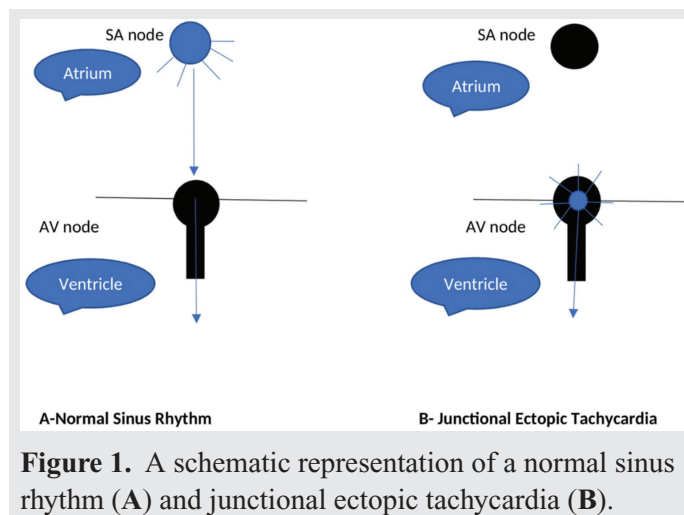 SA node
Atrium
AV node
Ventricle
A-Normal Sinus Rhythm
SA node
Atrium
AV node
Ventricle
B- Junctional Ectopic Tachycardia
Figure 1. A schematic representation of a normal sinus
rhythm (A) and junctional ectopic tachycardia (B).